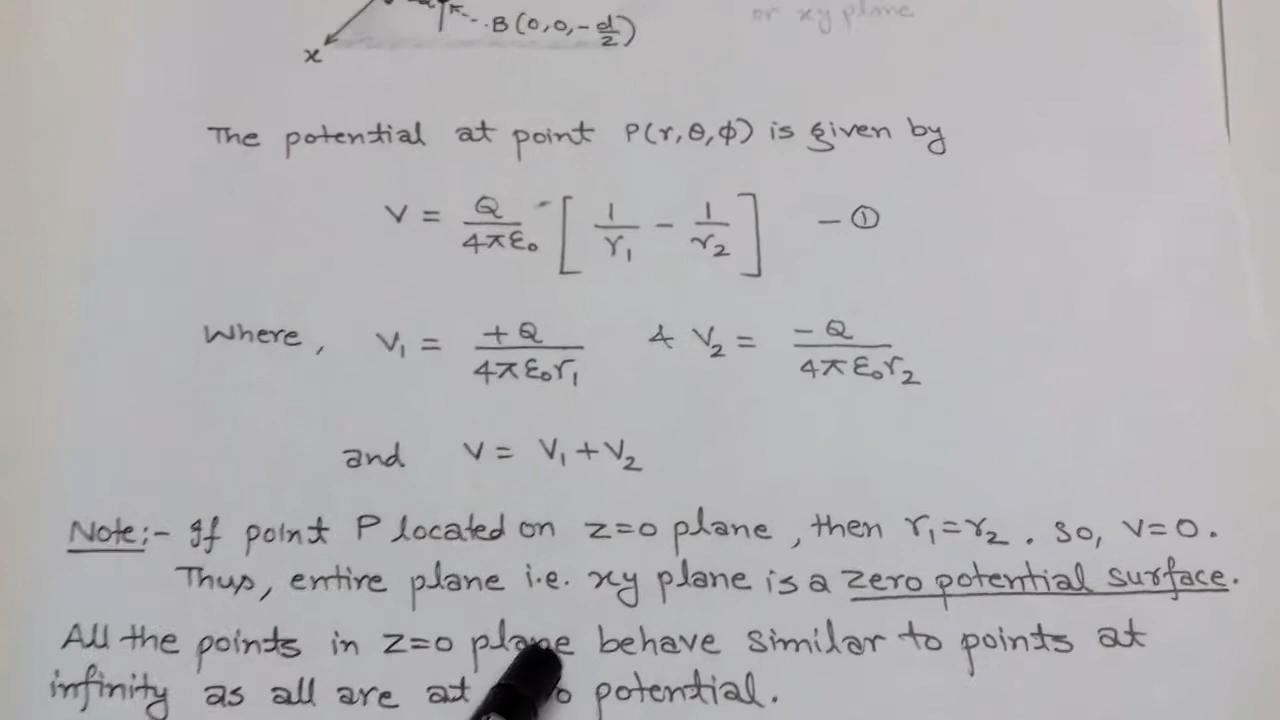 or xy plane
B(0,0,-d/2)
x
The potential at point P(r,θ,ϕ) is given by
V = Q/4πε₀ [ 1/r₁ - 1/r₂ ] - ①
Where, V₁ = +Q/4πε₀r₁ & V₂ = -Q/4πε₀r₂
and V = V₁ + V₂
Note:- If point P located on z=0 plane, then r₁=r₂. So, V=0.
Thus, entire plane i.e. xy plane is a zero potential surface.
All the points in z=0 plane behave similar to points at
infinity as all are at potential.